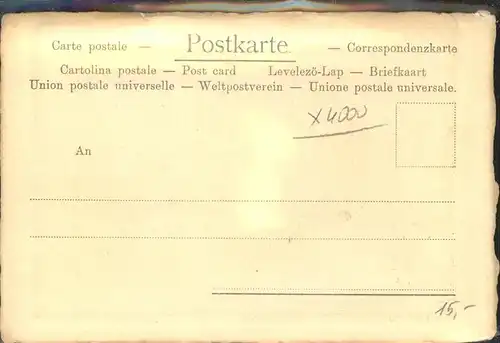 Carte postale — Postkarte. — Correspondenzkarte
Cartolina postale — Post card Levelező-Lap — Briefkaart
Union postale universelle — Weltpostverein — Unione postale universale.
x4000
An
15,-